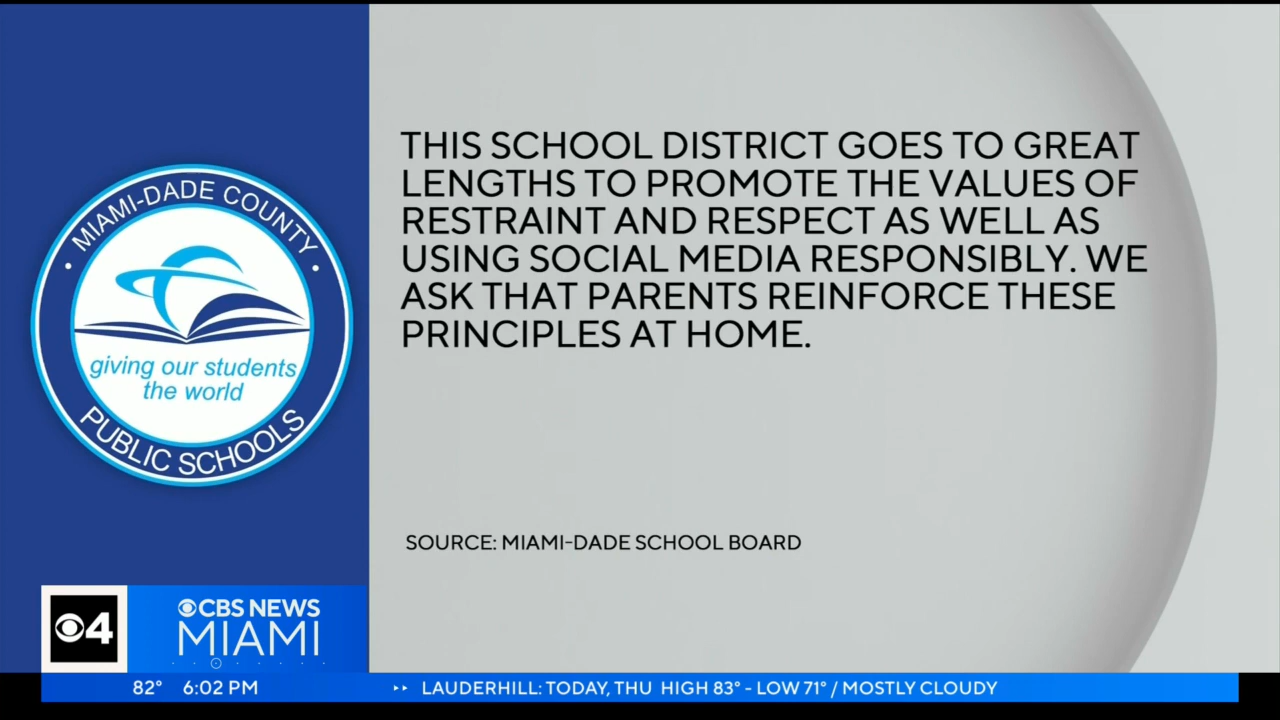 THIS SCHOOL DISTRICT GOES TO GREAT
LENGTHS TO PROMOTE THE VALUES OF
RESTRAINT AND RESPECT AS WELL AS
USING SOCIAL MEDIA RESPONSIBLY. WE
ASK THAT PARENTS REINFORCE THESE
PRINCIPLES AT HOME.
MIAMI-DADE COUNTY
giving our students
the world
PUBLIC SCHOOLS
SOURCE: MIAMI-DADE SCHOOL BOARD
4
CBS NEWS
MIAMI
82° 6:02 PM
LAUDERHILL: TODAY, THU HIGH 83° - LOW 71° / MOSTLY CLOUDY